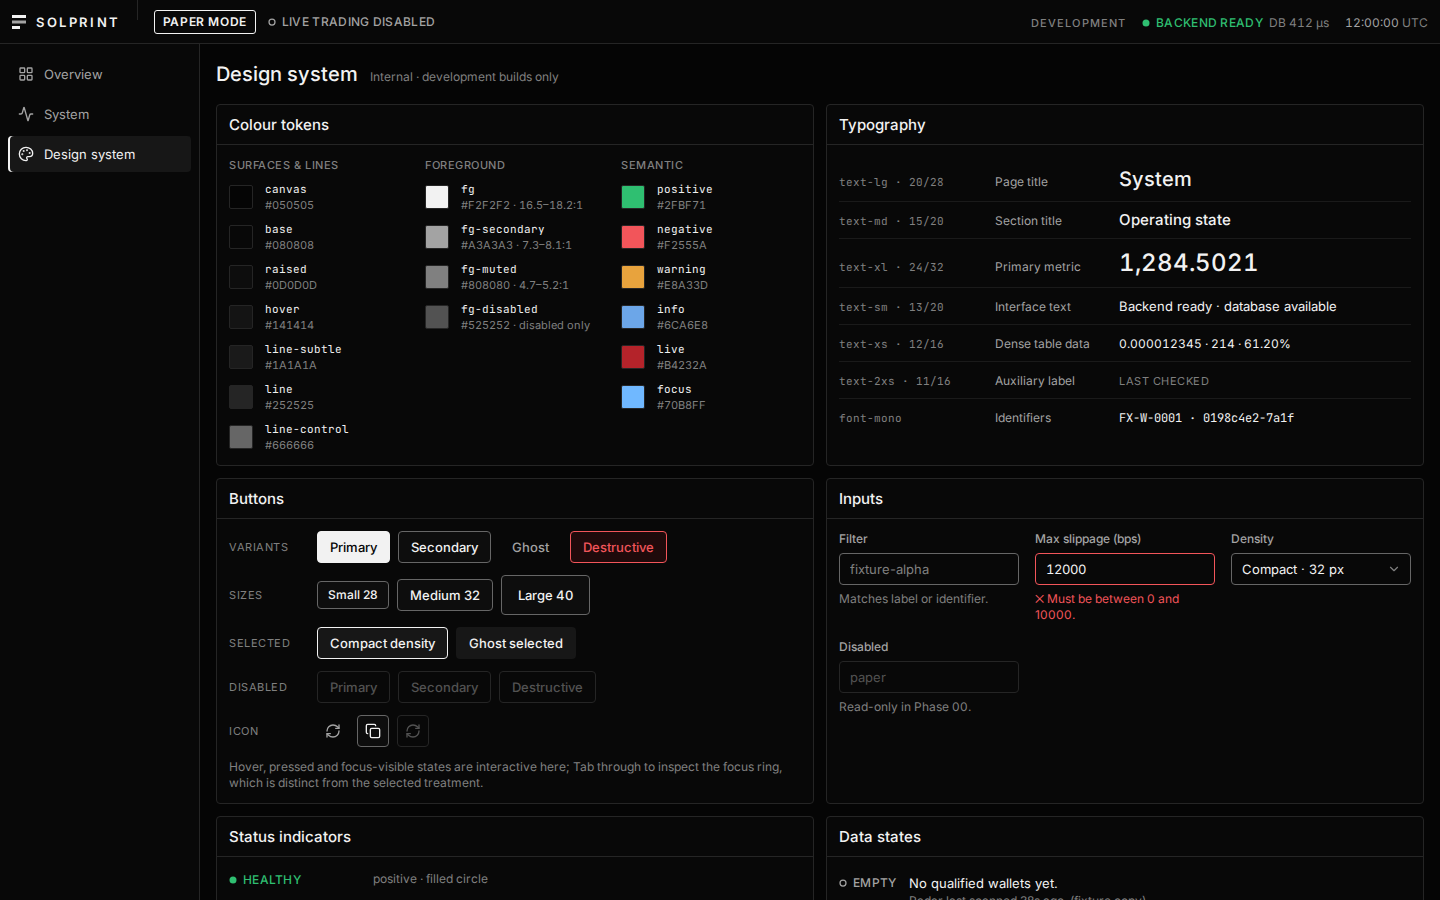 SOLPRINT
PAPER MODE
LIVE TRADING DISABLED
DEVELOPMENT
BACKEND READY DB 412 µs
12:00:00 UTC
Overview
System
Design system
Design system
Internal · development builds only
Colour tokens
SURFACES & LINES
canvas
#050505
base
#080808
raised
#0D0D0D
hover
#141414
line-subtle
#1A1A1A
line
#252525
line-control
#666666
FOREGROUND
fg
#F2F2F2 · 16.5–18.2:1
fg-secondary
#A3A3A3 · 7.3–8.1:1
fg-muted
#808080 · 4.7–5.2:1
fg-disabled
#525252 · disabled only
SEMANTIC
positive
#2FBF71
negative
#F2555A
warning
#E8A33D
info
#6CA6E8
live
#B4232A
focus
#70B8FF
Typography
text-lg · 20/28 Page title System
text-md · 15/20 Section title Operating state
text-xl · 24/32 Primary metric 1,284.5021
text-sm · 13/20 Interface text Backend ready · database available
text-xs · 12/16 Dense table data 0.000012345 · 214 · 61.20%
text-2xs · 11/16 Auxiliary label LAST CHECKED
font-mono Identifiers FX-W-0001 · 0198c4e2-7a1f
Buttons
VARIANTS Primary Secondary Ghost Destructive
SIZES Small 28 Medium 32 Large 40
SELECTED Compact density Ghost selected
DISABLED Primary Secondary Destructive
ICON
Hover, pressed and focus-visible states are interactive here; Tab through to inspect the focus ring,
which is distinct from the selected treatment.
Inputs
Filter
fixture-alpha
Matches label or identifier.
Max slippage (bps)
12000
Must be between 0 and
10000.
Density
Compact · 32 px
Disabled
paper
Read-only in Phase 00.
Status indicators
HEALTHY positive · filled circle
Data states
EMPTY No qualified wallets yet.